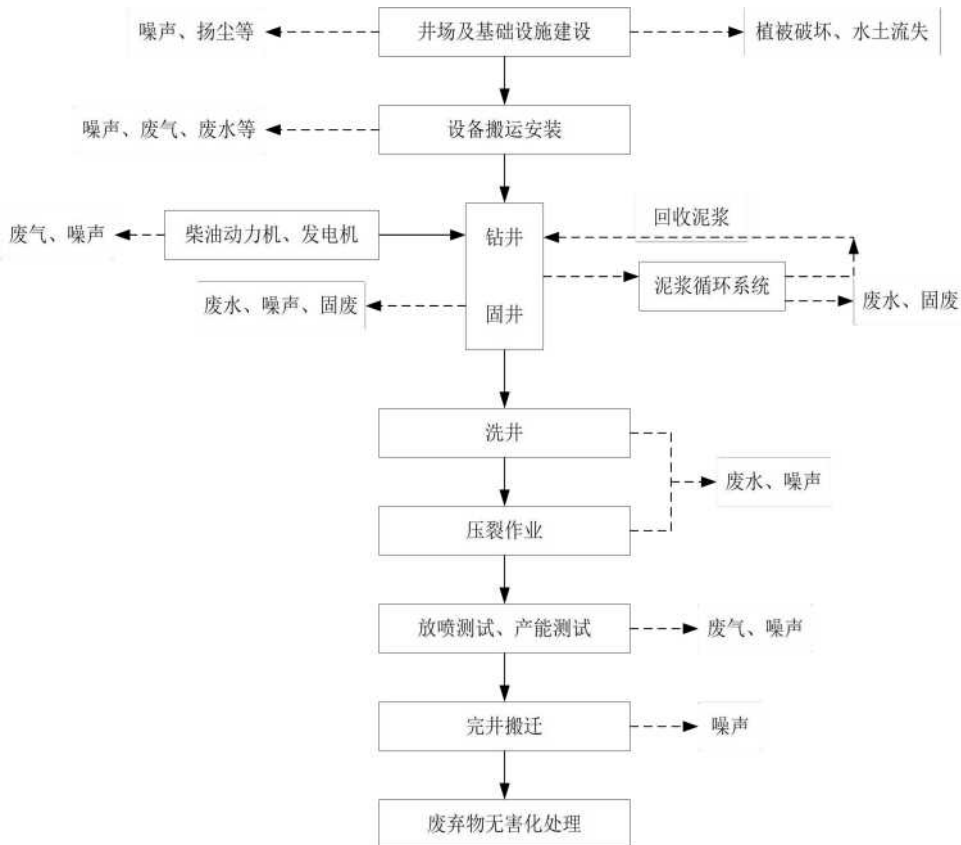 噪声、扬尘等
井场及基础设施建设
植被破坏、水土流失
噪声、废气、废水等
设备搬运安装
回收泥浆
废气、噪声
柴油动力机、发电机
钻井
泥浆循环系统
废水、噪声、固废
固井
废水、固废
洗井
废水、噪声
压裂作业
放喷测试、产能测试
废气、噪声
完井搬迁
噪声
废弃物无害化处理